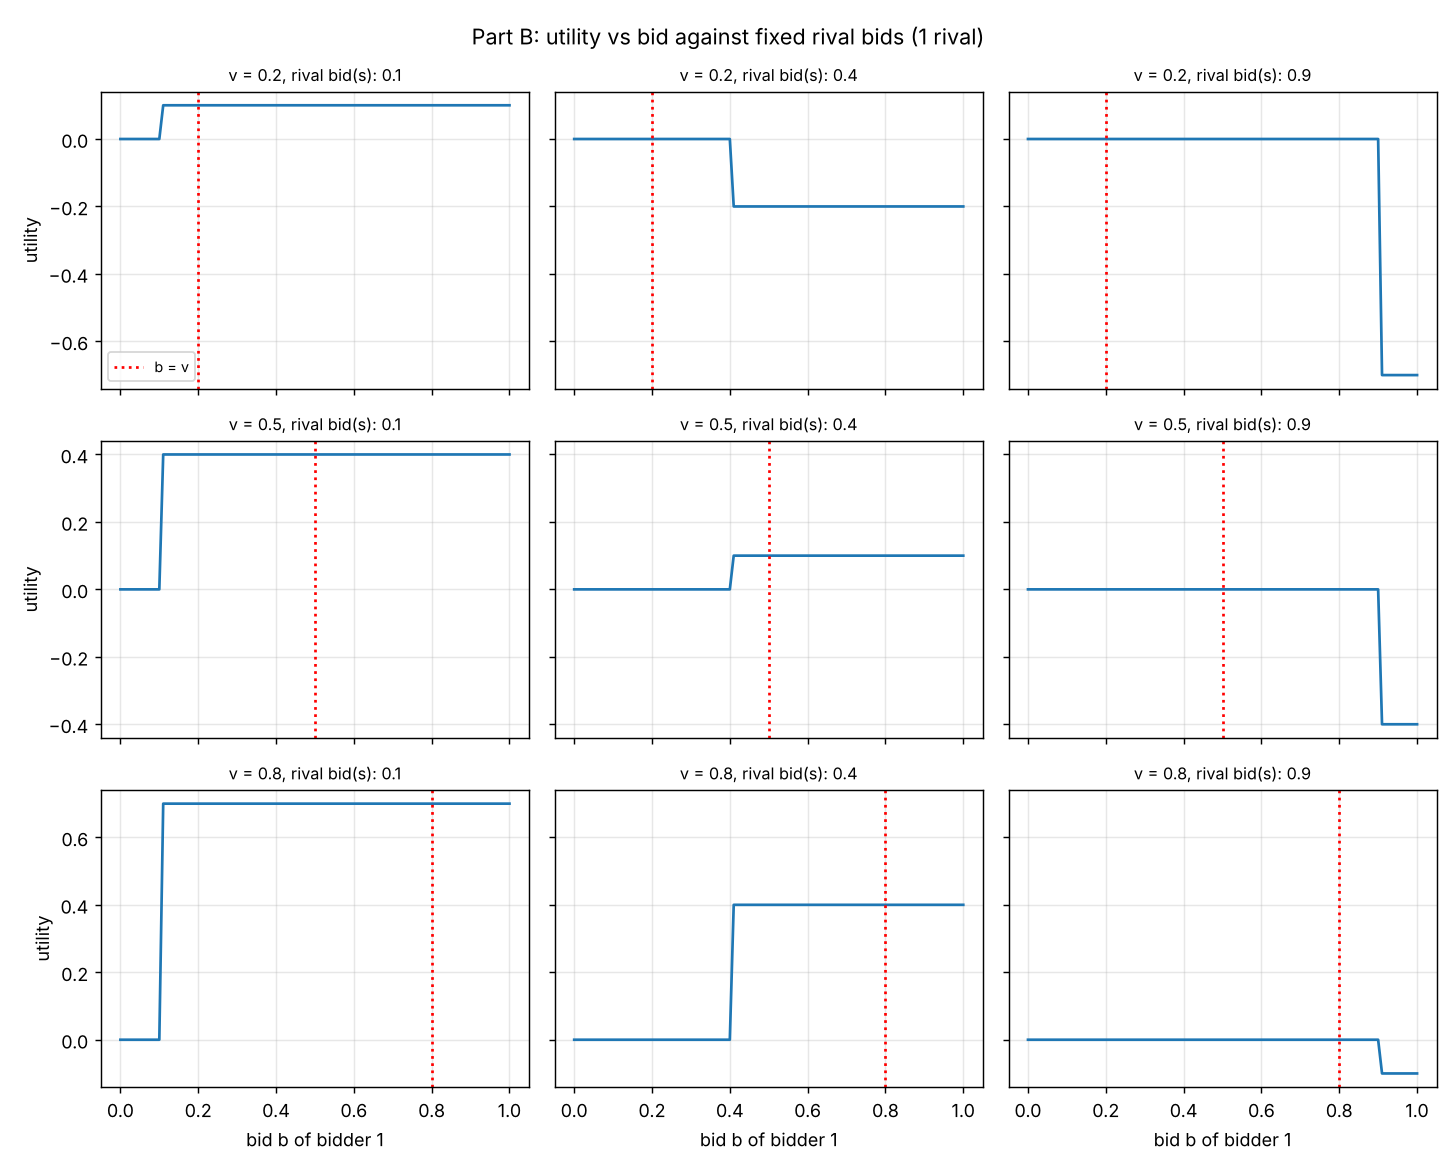 Part B: utility vs bid against fixed rival bids (1 rival)
v = 0.2, rival bid(s): 0.1
v = 0.2, rival bid(s): 0.4
v = 0.2, rival bid(s): 0.9
0.0
−0.2
−0.4
−0.6
utility
b = v
v = 0.5, rival bid(s): 0.1
v = 0.5, rival bid(s): 0.4
v = 0.5, rival bid(s): 0.9
0.4
0.2
0.0
−0.2
−0.4
utility
v = 0.8, rival bid(s): 0.1
v = 0.8, rival bid(s): 0.4
v = 0.8, rival bid(s): 0.9
0.6
0.4
0.2
0.0
utility
0.0 0.2 0.4 0.6 0.8 1.0
0.0 0.2 0.4 0.6 0.8 1.0
0.0 0.2 0.4 0.6 0.8 1.0
bid b of bidder 1
bid b of bidder 1
bid b of bidder 1